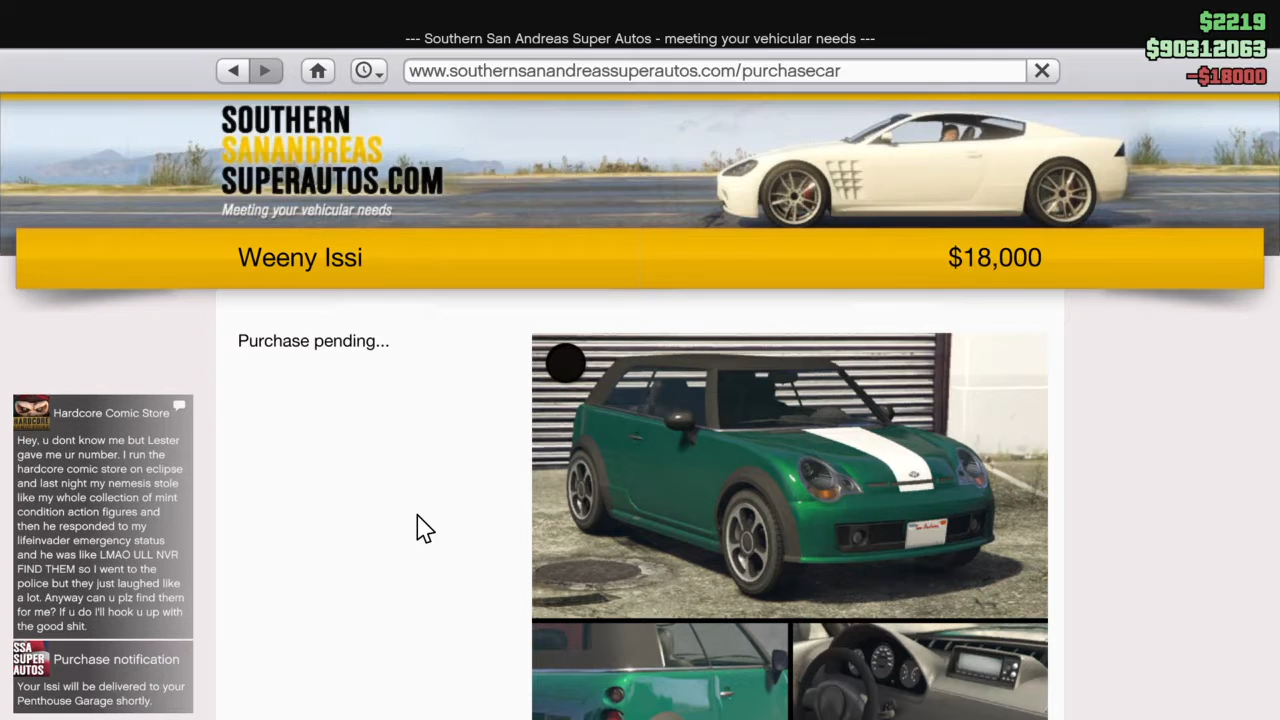 --- Southern San Andreas Super Autos - meeting your vehicular needs ---
$2219
$90312063
-$18000
www.southernsanandreassuperautos.com/purchasecar
SOUTHERN
SANANDREAS
SUPERAUTOS.COM
Meeting your vehicular needs
Weeny Issi
$18,000
Purchase pending...
HARDCORE
Hardcore Comic Store
Hey, u dont know me but Lester
gave me ur number. I run the
hardcore comic store on eclipse
and last night my nemesis stole
like my whole collection of mint
condition action figures and
then he responded to my
lifeinvader emergency status
and he was like LMAO ULL NVR
FIND THEM so I went to the
police but they just laughed like
a lot. Anyway can u plz find them
for me? If u do I'll hook u up with
the good shit.
SSA
SUPER
AUTOS
Purchase notification
Your Issi will be delivered to your
Penthouse Garage shortly.